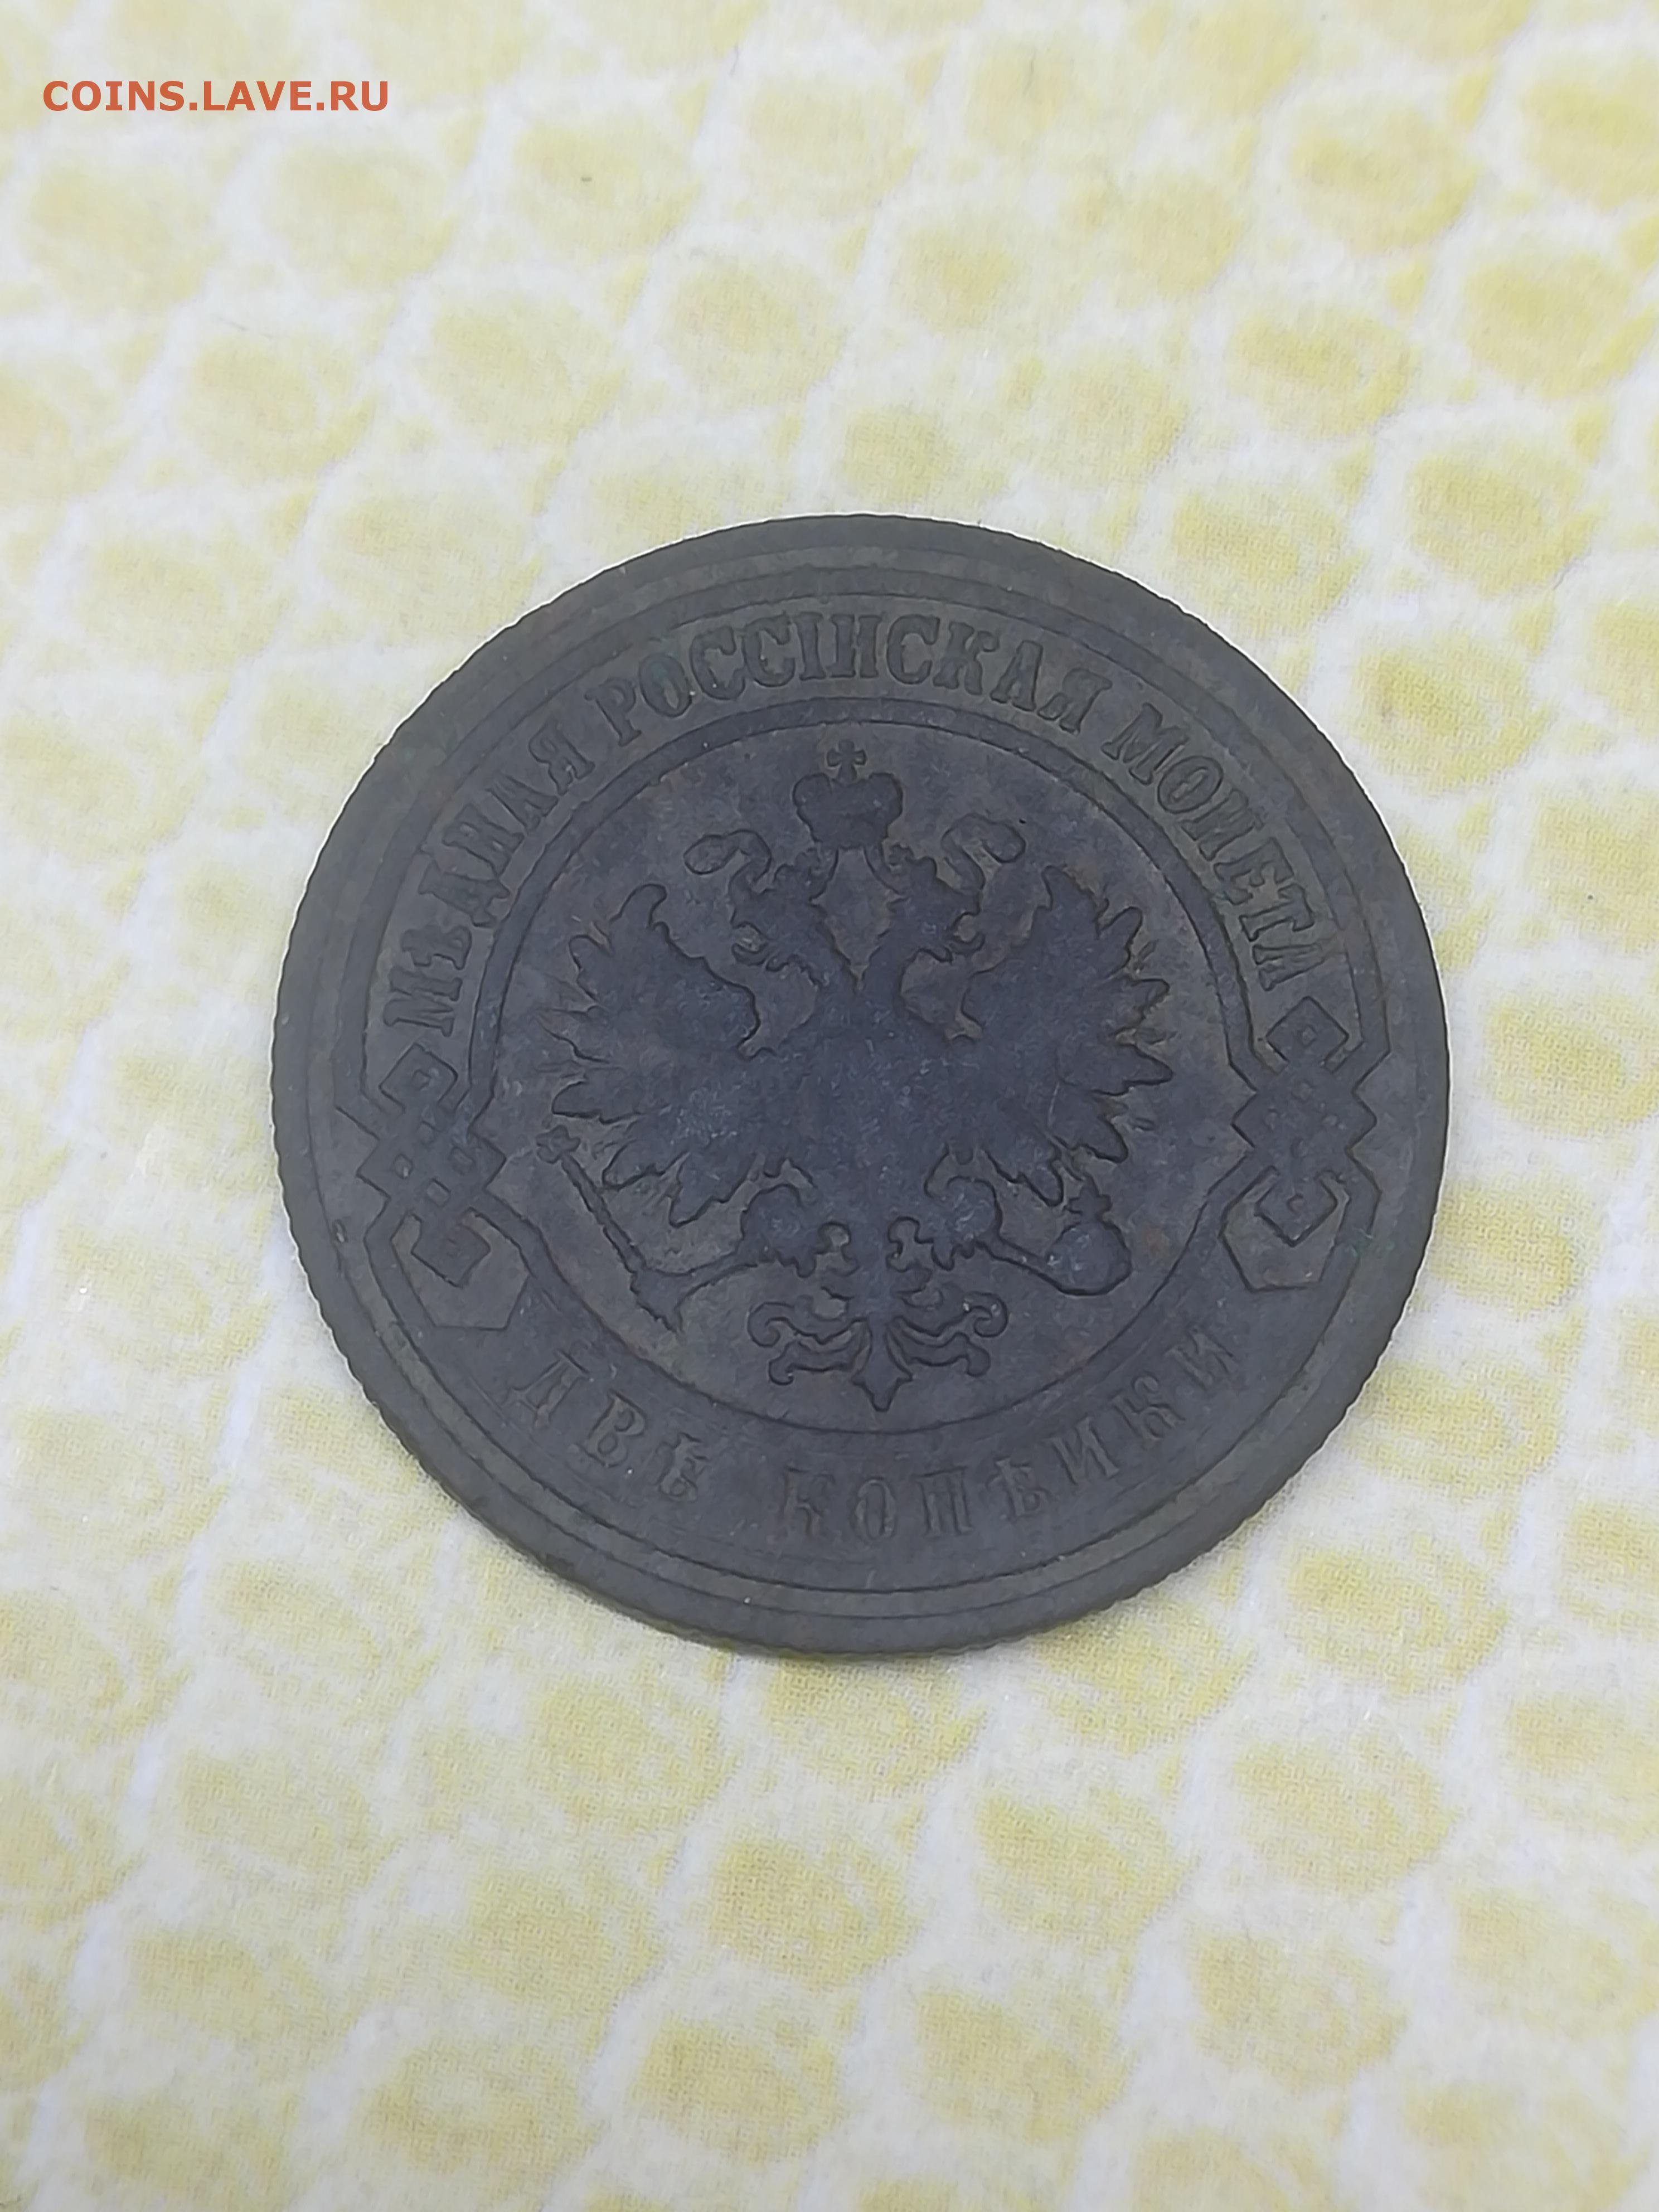 COINS.LAVE.RU
МѢДНАЯ РОССІЙСКАЯ МОНЕТА
ДВѢ КОПѢЙКИ